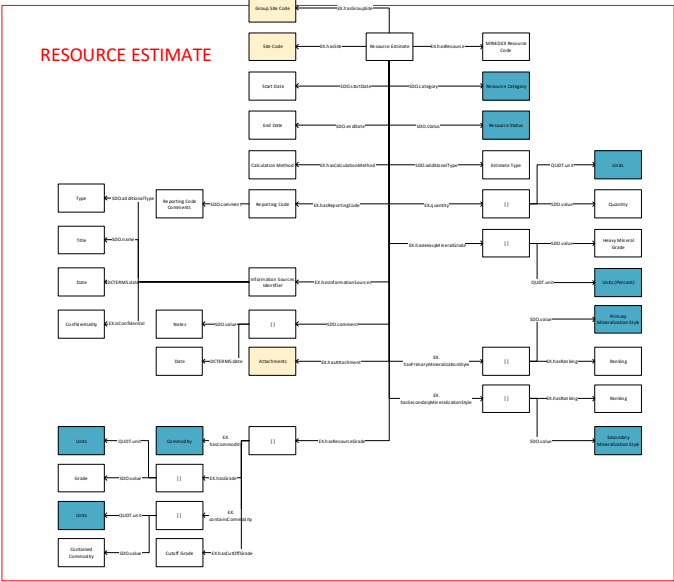 Group Site Code
EX.hasGroupSite
RESOURCE ESTIMATE
Site Code
EX.hasSite
Resource Estimate
EX.hasResource
MINEDEX Resource
Code
Start Date
SDO.startDate
SDO.category
Resource Category
End Date
SDO.endDate
SDO.status
Resource Status
Calculation Method
EX.hasCalculationMethod
SDO.additionalType
Estimate Type
QUDT.unit
Units
Type
SDO.additionalType
Reporting Code
Comments
SDO.comment
Reporting Code
EX.hasReportingCode
EX.quantity
[ ]
SDO.value
Quantity
Title
SDO.name
EX.hasHeavyMineralGrade
[ ]
SDO.value
Heavy Mineral
Grade
Date
DCTERMS.date
Information Sources
Identifier
EX.hasInformationSources
QUDT.unit
Units (Percent)
Confidentiality
EX.isConfidential
Notes
SDO.value
[ ]
SDO.comment
SDO.value
Primary
Mineralization Style
Date
DCTERMS.date
Attachments
EX.hasAttachment
EX.
hasPrimaryMineralizationStyle
[ ]
EX.hasRanking
Ranking
EX.
hasSecondaryMineralizationStyle
[ ]
EX.hasRanking
Ranking
Units
QUDT.unit
Commodity
EX.
hasCommodity
[ ]
EX.hasResourceGrade
SDO.value
Secondary
Mineralization Style
Grade
SDO.value
[ ]
EX.hasGrade
Units
QUDT.unit
[ ]
EX.
containsCommodity
Contained
Commodity
SDO.value
Cutoff Grade
EX.hasCutOffGrade